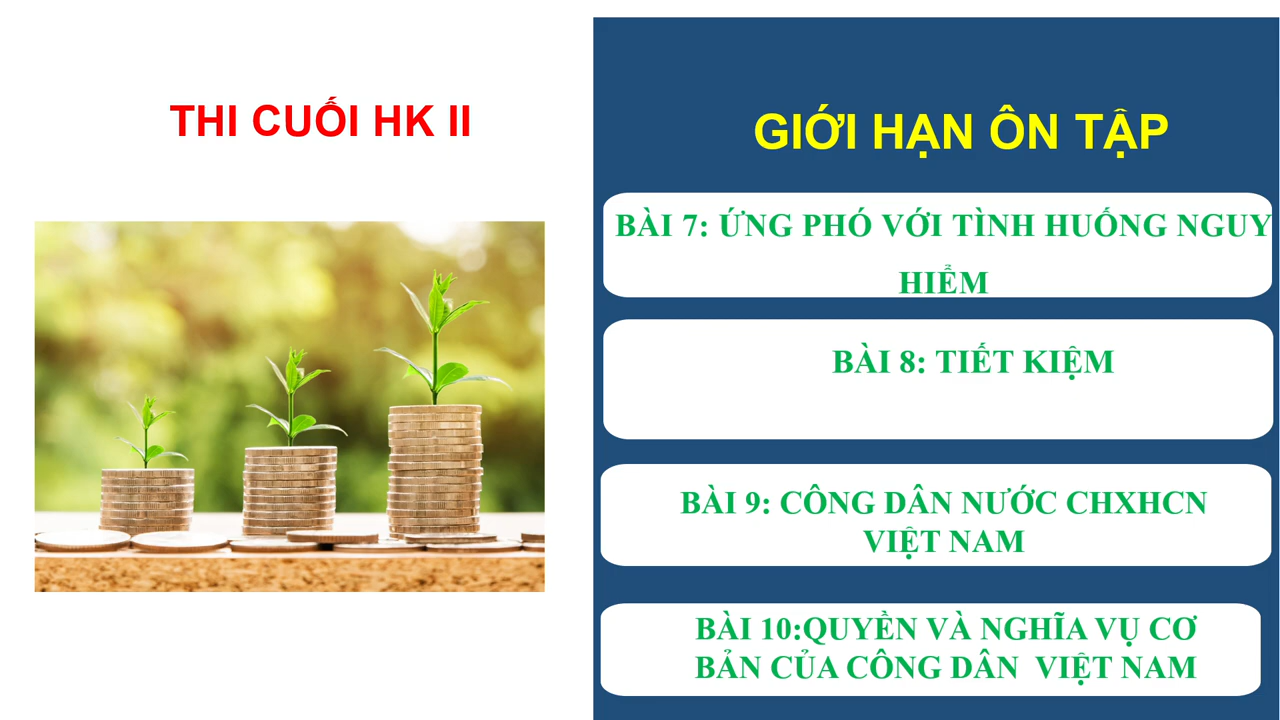 THI CUỐI HK II
GIỚI HẠN ÔN TẬP
BÀI 7: ỨNG PHÓ VỚI TÌNH HUỐNG NGUY
HIỂM
BÀI 8: TIẾT KIỆM
BÀI 9: CÔNG DÂN NƯỚC CHXHCN
VIỆT NAM
BÀI 10:QUYỀN VÀ NGHĨA VỤ CƠ
BẢN CỦA CÔNG DÂN  VIỆT NAM